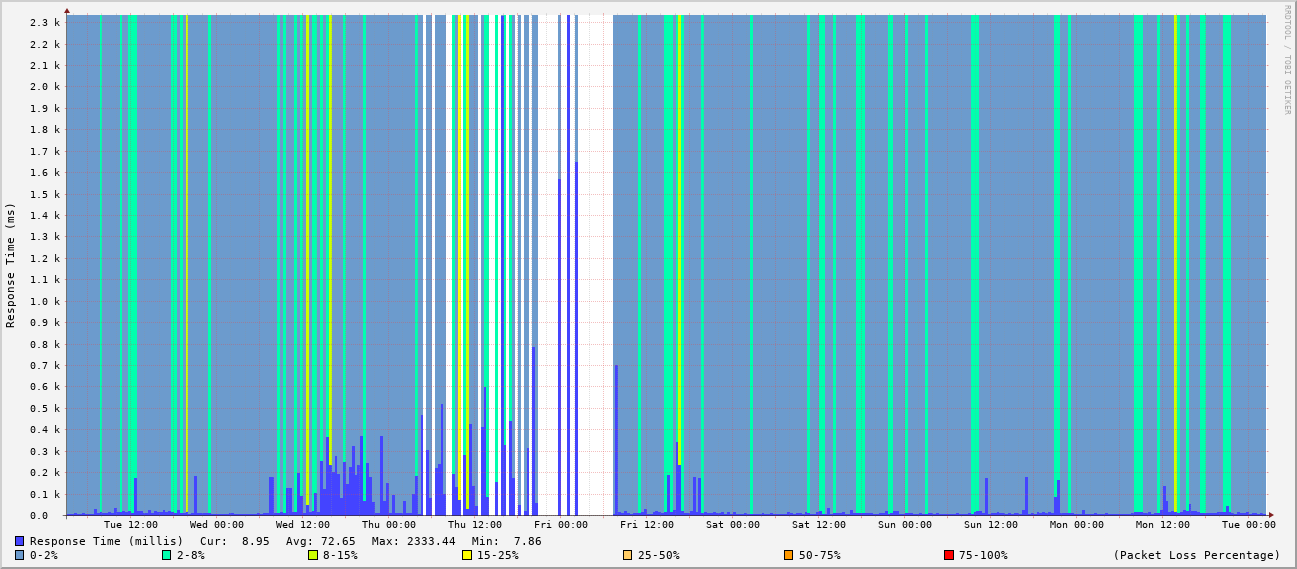 2.3 k
2.2 k
2.1 k
2.0 k
1.9 k
1.8 k
1.7 k
1.6 k
1.5 k
1.4 k
1.3 k
1.2 k
1.1 k
1.0 k
0.9 k
0.8 k
0.7 k
0.6 k
0.5 k
0.4 k
0.3 k
0.2 k
0.1 k
0.0
Response Time (ms)
RRDTOOL / TOBI OETIKER
Tue 12:00 Wed 00:00 Wed 12:00 Thu 00:00 Thu 12:00 Fri 00:00 Fri 12:00 Sat 00:00 Sat 12:00 Sun 00:00 Sun 12:00 Mon 00:00 Mon 12:00 Tue 00:00
Response Time (millis) Cur: 8.95 Avg: 72.65 Max: 2333.44 Min: 7.86
0-2% 2-8% 8-15% 15-25% 25-50% 50-75% 75-100% (Packet Loss Percentage)